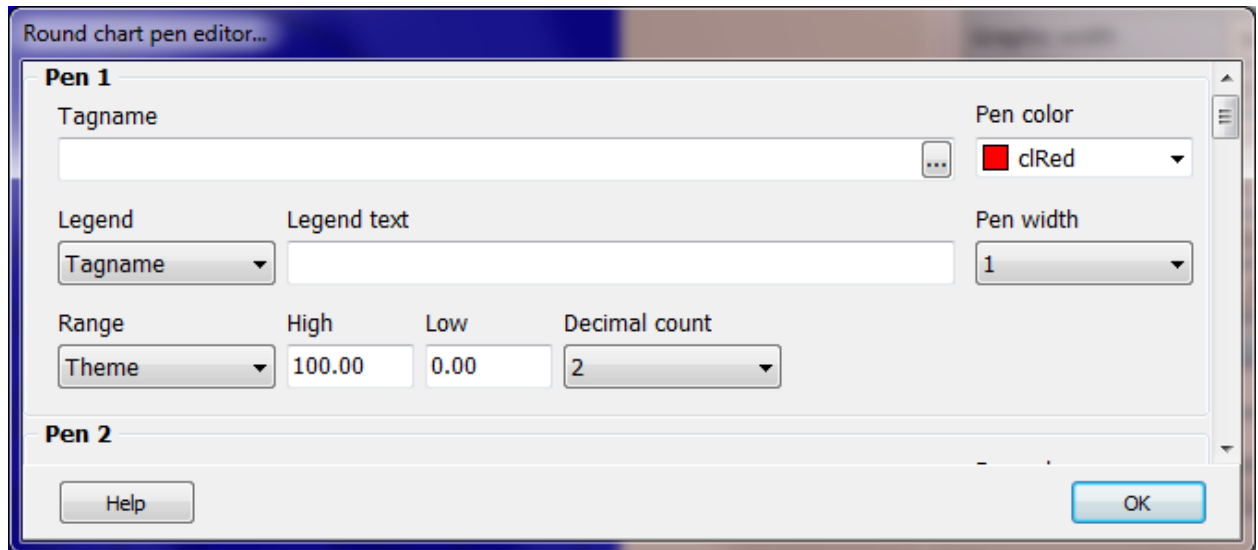 Round chart pen editor...
Pen 1
Tagname
Pen color
...
clRed
Legend
Legend text
Pen width
Tagname
1
Range
High
Low
Decimal count
Theme
100.00
0.00
2
Pen 2
Help
OK